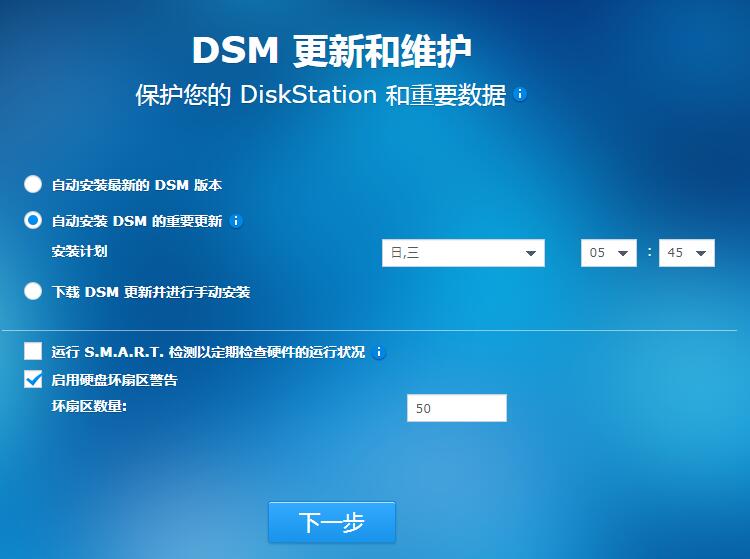 DSM 更新和维护
保护您的 DiskStation 和重要数据
自动安装最新的 DSM 版本
自动安装 DSM 的重要更新
安装计划 日,三 05 : 45
下载 DSM 更新并进行手动安装
运行 S.M.A.R.T. 检测以定期检查硬件的运行状况
启用硬盘坏扇区警告
坏扇区数量: 50
下一步